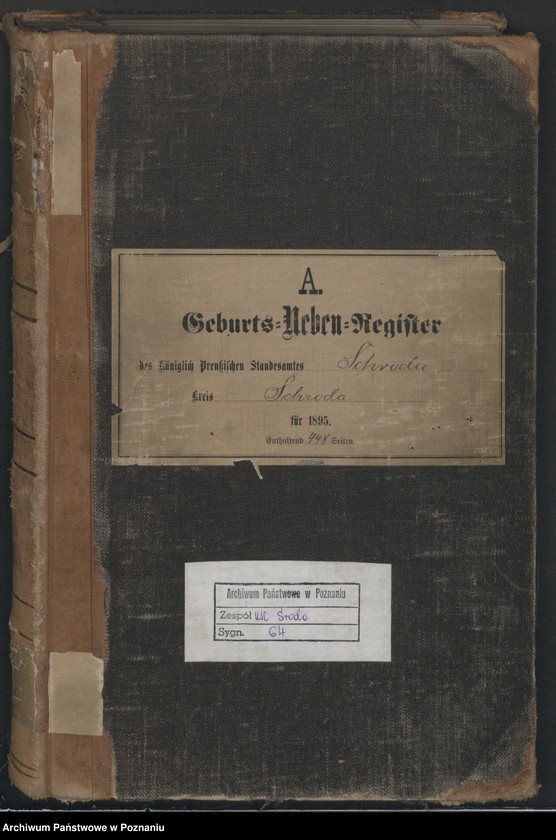 A.
Geburts=Neben=Register
des Königlich Preußischen Standesamtes Schroda
Kreis Schroda
für 1895.
Enthaltend 448 Seiten.
Archiwum Państwowe w Poznaniu
Zespół USC Środa
Sygn. 64
Archiwum Państwowe w Poznaniu